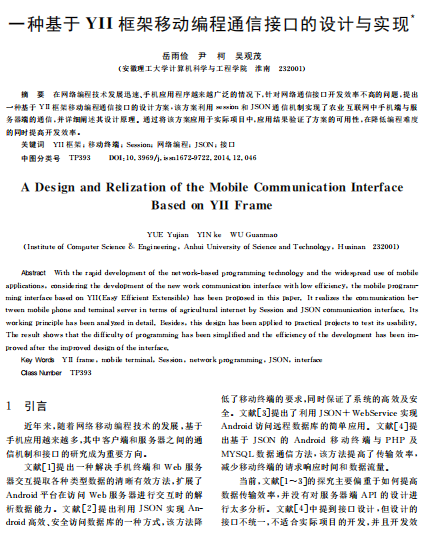 一种基于 YII 框架移动编程通信接口的设计与实现*
岳雨俭 尹 柯 吴观茂
(安徽理工大学计算机科学与工程学院 淮南 232001)
摘 要 在网络编程技术发展迅速、手机应用程序越来越广泛的情况下,针对网络通信接口开发效率不高的问题,提出
一种基于 YII 框架移动编程通信接口的设计方案,该方案利用 session 和 JSON 通信机制实现了农业互联网中手机端与服
务器端的通信,并详细阐述其设计原理。通过将该方案应用于实际项目中,应用结果验证了方案的可用性,在降低编程难度
的同时提高开发效率。
关键词 YII 框架;移动终端;Session;网络编程;JSON;接口
中图分类号 TP393 DOI:10.3969/j.issn1672-9722.2014.12.046
A Design and Relization of the Mobile Communication Interface
Based on YII Frame
YUE Yujian YIN ke WU Guanmao
(Institute of Computer Science & Engineering, Anhui University of Science and Technology, Huainan 232001)
Abstract With the rapid development of the network-based programming technology and the widespread use of mobile
applications, considering the development of the new work communication interface with low efficiency, the mobile program-
ming interface based on YII(Easy Efficient Extensible) has been proposed in this paper. It realizes the communication be-
tween mobile phone and terminal server in terms of agricultural internet by Session and JSON communication interface. Its
working principle has been analyzed in detail. Besides, this design has been applied to practical projects to test its usability.
The result shows that the difficulty of programming has been simplified and the efficiency of the development has been im-
proved after the improved design of the interface.
Key Words YII frame, mobile terminal, Session, network programming, JSON, interface
Class Number TP393
1 引言
近年来,随着网络移动编程技术的发展,基于
手机应用越来越多,其中客户端和服务器之间的通
信机制和接口的研究成为重要方向。
文献[1]提出一种解决手机终端和 Web 服务
器交互提取各种类型数据的清晰有效方法,扩展了
Android 平台在访问 Web 服务器进行交互时的解
析数据能力。文献[2]提出利用 JSON 实现 An-
droid 高效、安全访问数据库的一种方式,该方法降
低了移动终端的要求,同时保证了系统的高效及安
全。文献[3]提出了利用 JSON+WebService 实现
Android 访问远程数据库的简单应用。文献[4]提
出基于 JSON 的 Android 移动终端与 PHP 及
MYSQL 数据通信方法,该方法提高了传输效率,
减少移动终端的请求响应时间和数据流量。
当前,文献[1~3]的研究主要偏重于如何提高
数据传输效率,并没有对服务器端 API 的设计进
行太多分析。文献[4]中提到接口设计,但设计的
接口不统一,不适合实际项目的开发,并且开发效